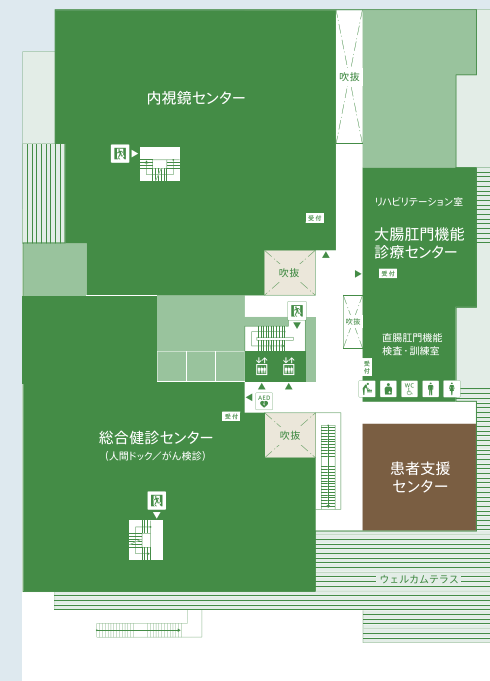 吹抜
内視鏡センター
リハビリテーション室
受付
大腸肛門機能
診療センター
吹抜
受付
吹抜
直腸肛門機能
検査・訓練室
受付
WC
AED
受付
総合健診センター
（人間ドック／がん検診）
吹抜
患者支援
センター
ウェルカムテラス